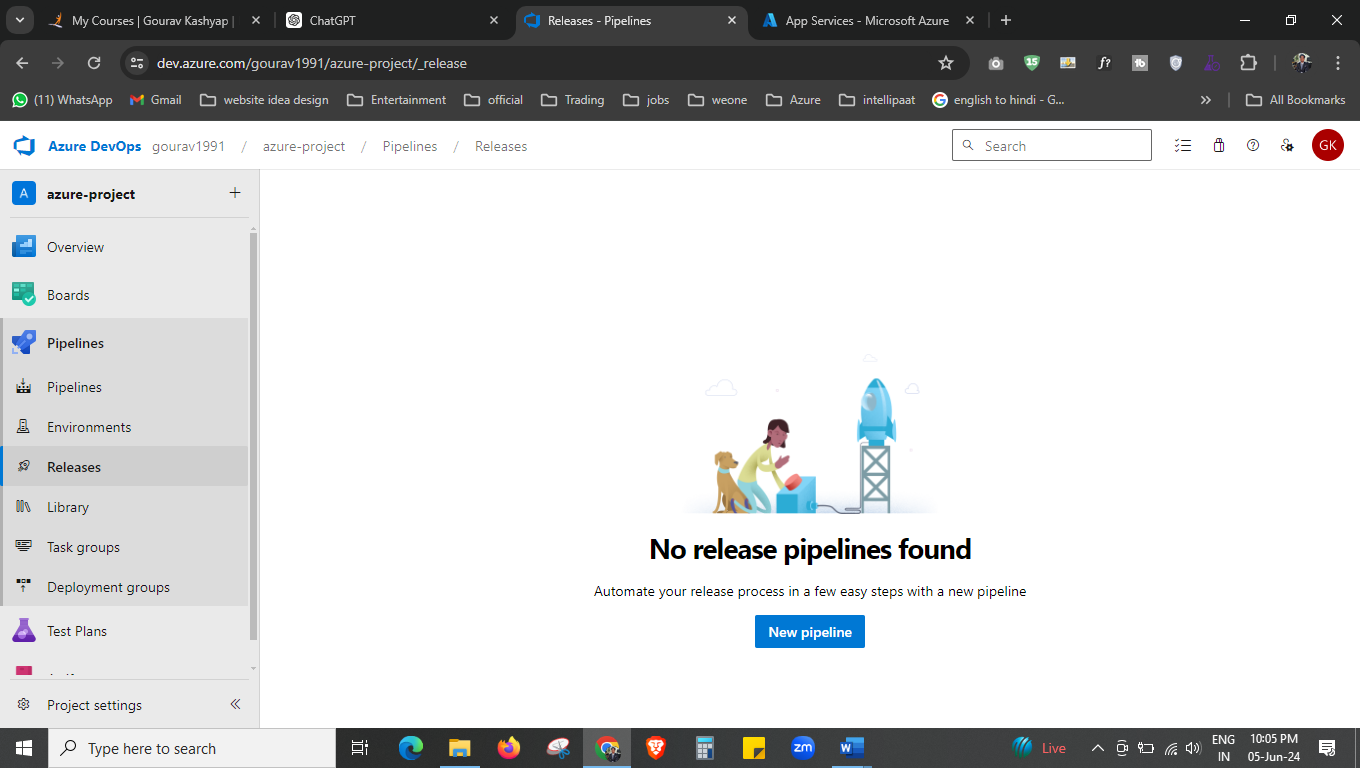 My Courses | Gourav Kashyap |
ChatGPT
Releases - Pipelines
App Services - Microsoft Azure
dev.azure.com/gourav1991/azure-project/_release
15
f?
tb
(11) WhatsApp
Gmail
website idea design
Entertainment
official
Trading
jobs
weone
Azure
intellipaat
english to hindi - G...
All Bookmarks
Azure DevOps
gourav1991 / azure-project / Pipelines / Releases
Search
GK
A
azure-project
Overview
Boards
Pipelines
Pipelines
Environments
Releases
Library
Task groups
Deployment groups
Test Plans
Project settings
No release pipelines found
Automate your release process in a few easy steps with a new pipeline
New pipeline
Type here to search
zm
W
Live
ENG
IN
10:05 PM
05-Jun-24